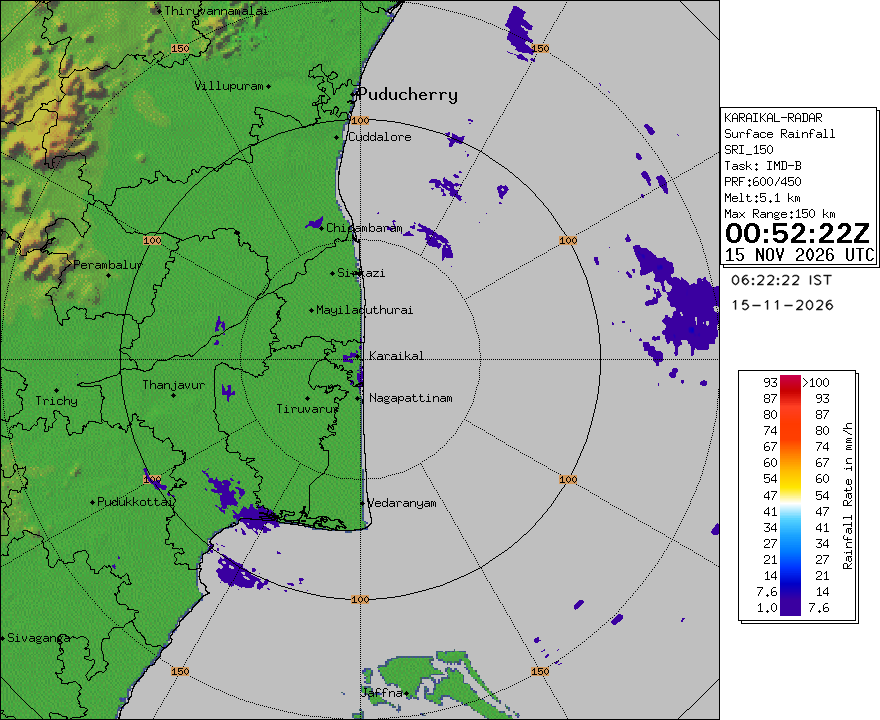 Thiruvannamalai
150
150
Villupuram
Puducherry
100
Cuddalore
KARAIKAL-RADAR
Surface Rainfall
SRI_150
Task: IMD-B
PRF:600/450
Melt:5.1 km
Max Range:150 km
00:52:22Z
15 NOV 2026 UTC
06:22:22 IST
15-11-2026
Chidambaram
100
100
Perambalur
Sirkazi
Mayiladuthurai
Karaikal
Thanjavur
Trichy
Tiruvarur
Nagapattinam
93 >100
87 93
80 87
74 80
67 74
60 67
54 60
47 54
41 47
34 41
27 34
21 27
14 21
7.6 14
1.0 7.6
Rainfall Rate in mm/h
100
100
Pudukkottai
Vedaranyam
100
Sivaganga
150
150
Jaffna